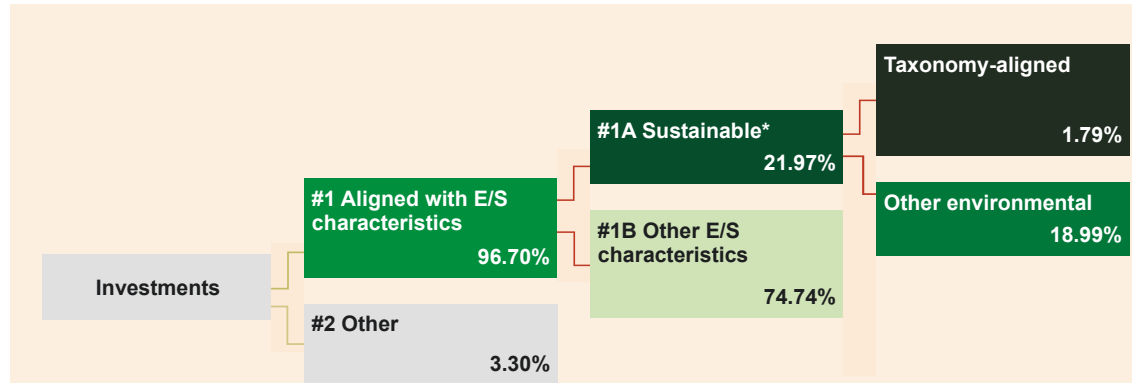 Investments
#1 Aligned with E/S
characteristics
96.70%
#2 Other
3.30%
#1A Sustainable*
21.97%
#1B Other E/S
characteristics
74.74%
Taxonomy-aligned
1.79%
Other environmental
18.99%